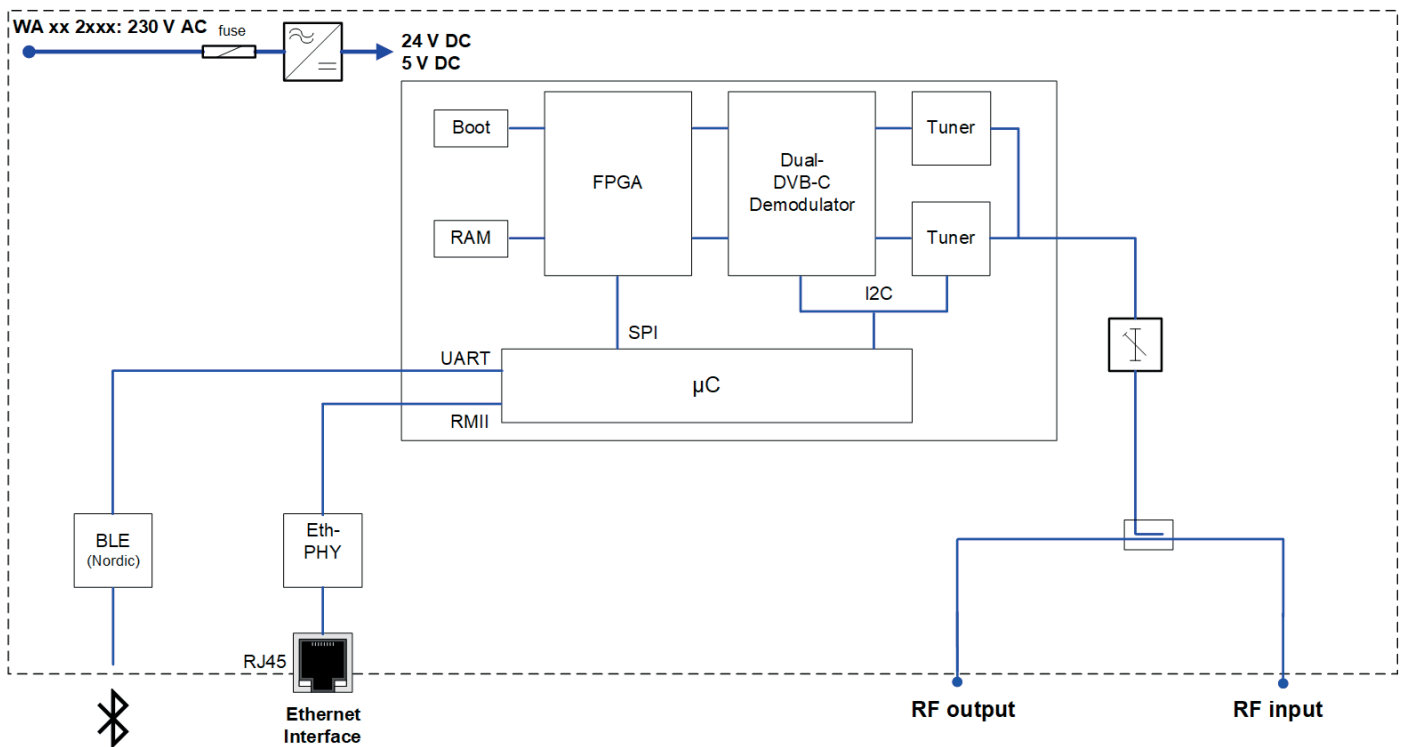 WA xx 2xxx: 230 V AC
fuse
24 V DC
5 V DC
Boot
FPGA
Dual-
DVB-C
Demodulator
Tuner
RAM
Tuner
I2C
SPI
UART
µC
RMII
BLE
(Nordic)
Eth-
PHY
RJ45
Ethernet
Interface
RF output
RF input